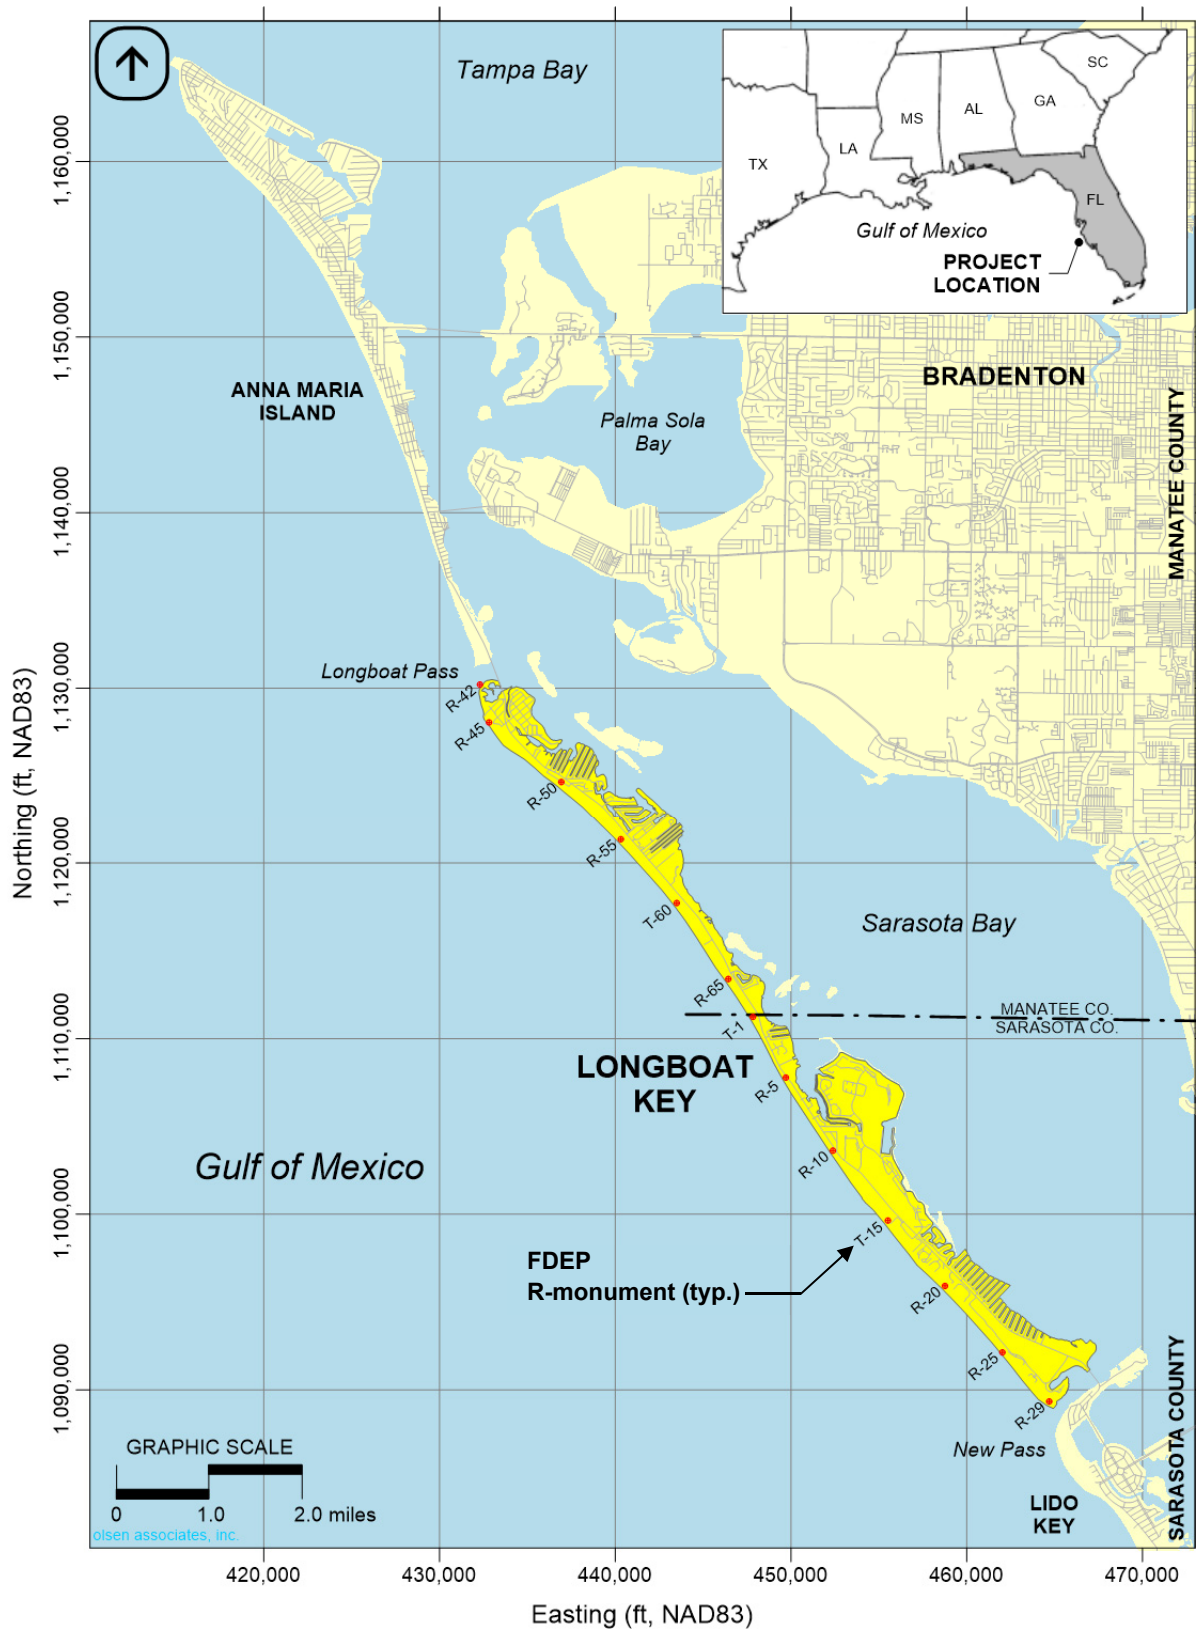 Tampa Bay
SC
GA
AL
MS
LA
TX
FL
Gulf of Mexico
PROJECT
LOCATION
1,160,000
1,150,000
1,140,000
1,130,000
1,120,000
1,110,000
1,100,000
1,090,000
Northing (ft, NAD83)
ANNA MARIA
ISLAND
Palma Sola
Bay
BRADENTON
MANATEE COUNTY
Longboat Pass
R-42
R-45
R-50
R-55
T-60
R-65
T-1
R-5
R-10
T-15
R-20
R-25
R-29
Sarasota Bay
MANATEE CO.
SARASOTA CO.
LONGBOAT
KEY
Gulf of Mexico
FDEP
R-monument (typ.)
New Pass
LIDO
KEY
SARASOTA COUNTY
GRAPHIC SCALE
0 1.0 2.0 miles
olsen associates, inc.
420,000 430,000 440,000 450,000 460,000 470,000
Easting (ft, NAD83)